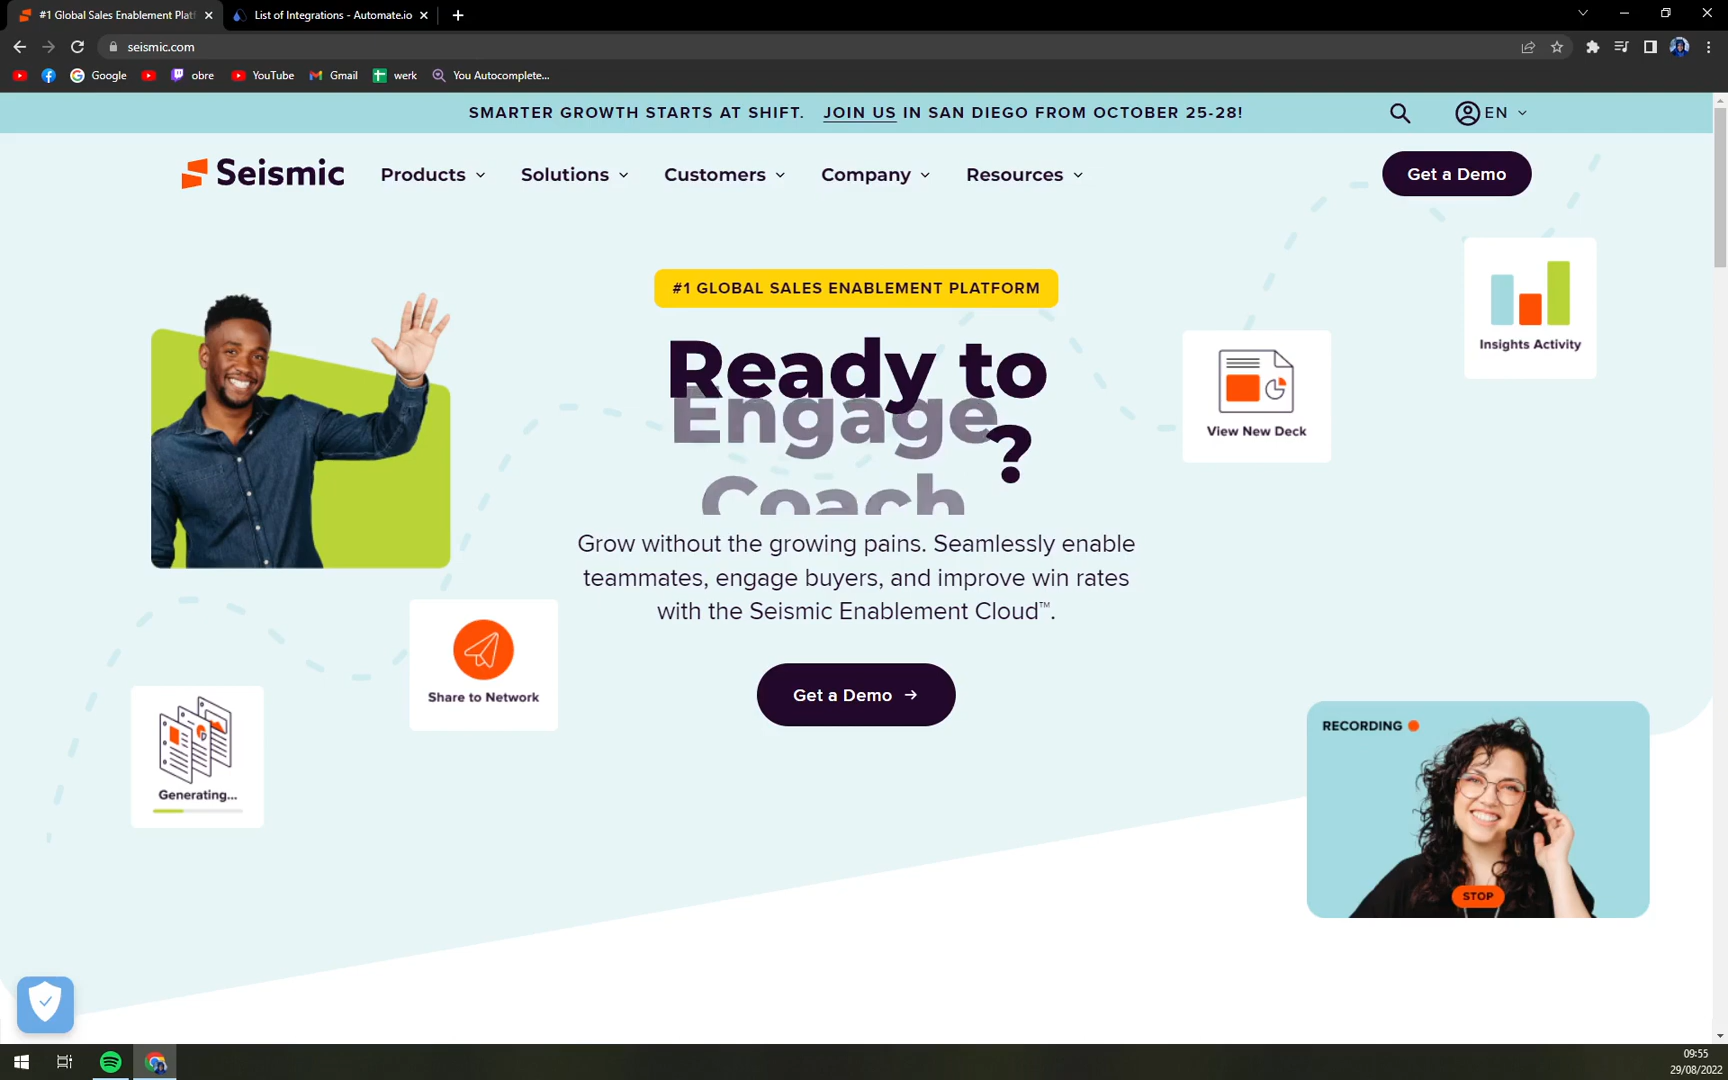 #1 Global Sales Enablement Plat
List of Integrations - Automate.io
seismic.com
Google
obre
YouTube
Gmail
werk
You Autocomplete...
SMARTER GROWTH STARTS AT SHIFT. JOIN US IN SAN DIEGO FROM OCTOBER 25-28!
EN
Seismic
Products
Solutions
Customers
Company
Resources
Get a Demo
#1 GLOBAL SALES ENABLEMENT PLATFORM
Ready to
Engage
?
Coach
Grow without the growing pains. Seamlessly enable
teammates, engage buyers, and improve win rates
with the Seismic Enablement Cloud™.
Get a Demo →
Insights Activity
View New Deck
Share to Network
Generating...
RECORDING
STOP
09:55
29/08/2022